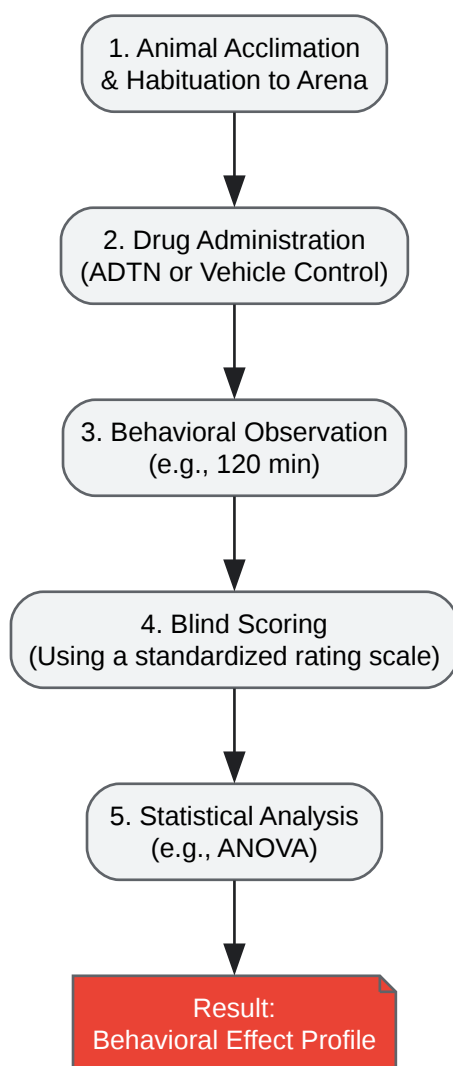 1. Animal Acclimation
& Habituation to Arena
2. Drug Administration
(ADTN or Vehicle Control)
3. Behavioral Observation
(e.g., 120 min)
4. Blind Scoring
(Using a standardized rating scale)
5. Statistical Analysis
(e.g., ANOVA)
Result:
Behavioral Effect Profile